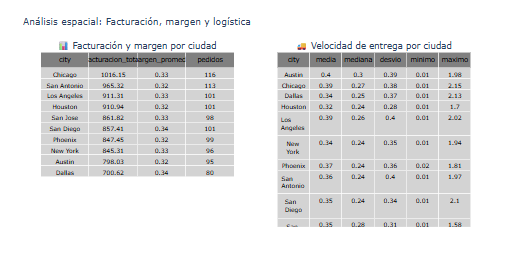 Análisis espacial: Facturación, margen y logística
📊 Facturación y margen por ciudad
city acturacion_tota argen_promed pedidos
Chicago 1016.15 0.33 116
San Antonio 965.32 0.32 113
Los Angeles 911.31 0.33 101
Houston 910.94 0.32 101
San Jose 861.82 0.33 98
San Diego 857.41 0.34 101
Phoenix 847.45 0.32 99
New York 845.31 0.33 96
Austin 798.03 0.32 95
Dallas 700.62 0.34 80
🚚 Velocidad de entrega por ciudad
city media mediana desvio minimo maximo
Austin 0.4 0.3 0.39 0.01 1.98
Chicago 0.39 0.27 0.38 0.01 2.15
Dallas 0.34 0.25 0.37 0.01 2.13
Houston 0.32 0.24 0.28 0.01 1.7
Los Angeles 0.39 0.26 0.4 0.01 2.02
New York 0.34 0.24 0.35 0.01 1.94
Phoenix 0.37 0.24 0.36 0.02 1.81
San Antonio 0.36 0.24 0.4 0.01 1.97
San Diego 0.35 0.24 0.34 0.01 2.1
San 0.35 0.28 0.31 0.01 1.58